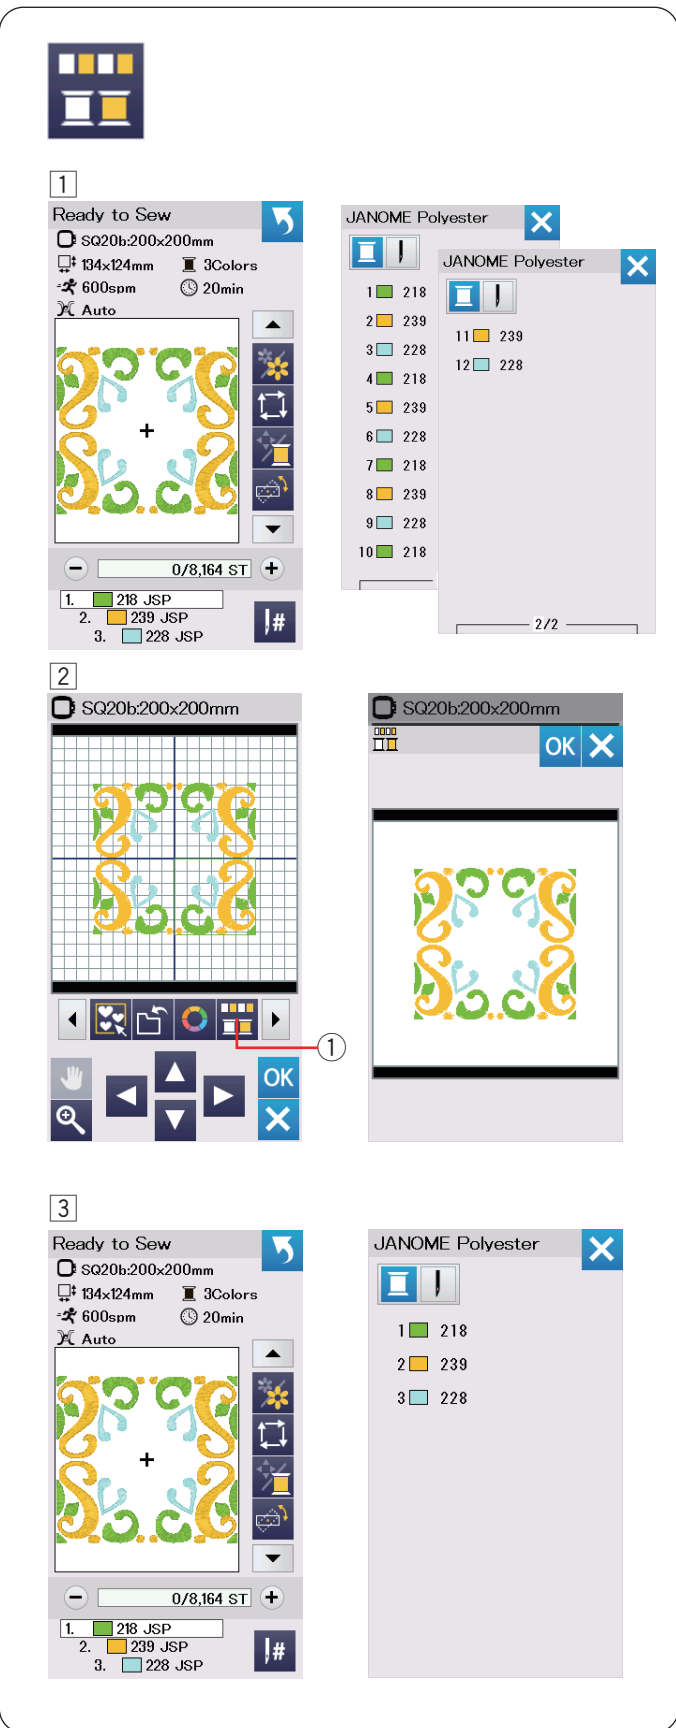 1
Ready to Sew
SQ20b:200x200mm
134x124mm 3Colors
600spm 20min
Auto
0/8,164 ST
1. 218 JSP
2. 239 JSP
3. 228 JSP
#
JANOME Polyester
1 218
2 239
3 228
4 218
5 239
6 228
7 218
8 239
9 228
10 218
JANOME Polyester
11 239
12 228
2/2
2
SQ20b:200x200mm
1
OK
SQ20b:200x200mm
OK
3
Ready to Sew
SQ20b:200x200mm
134x124mm 3Colors
600spm 20min
Auto
0/8,164 ST
1. 218 JSP
2. 239 JSP
3. 228 JSP
#
JANOME Polyester
1 218
2 239
3 228